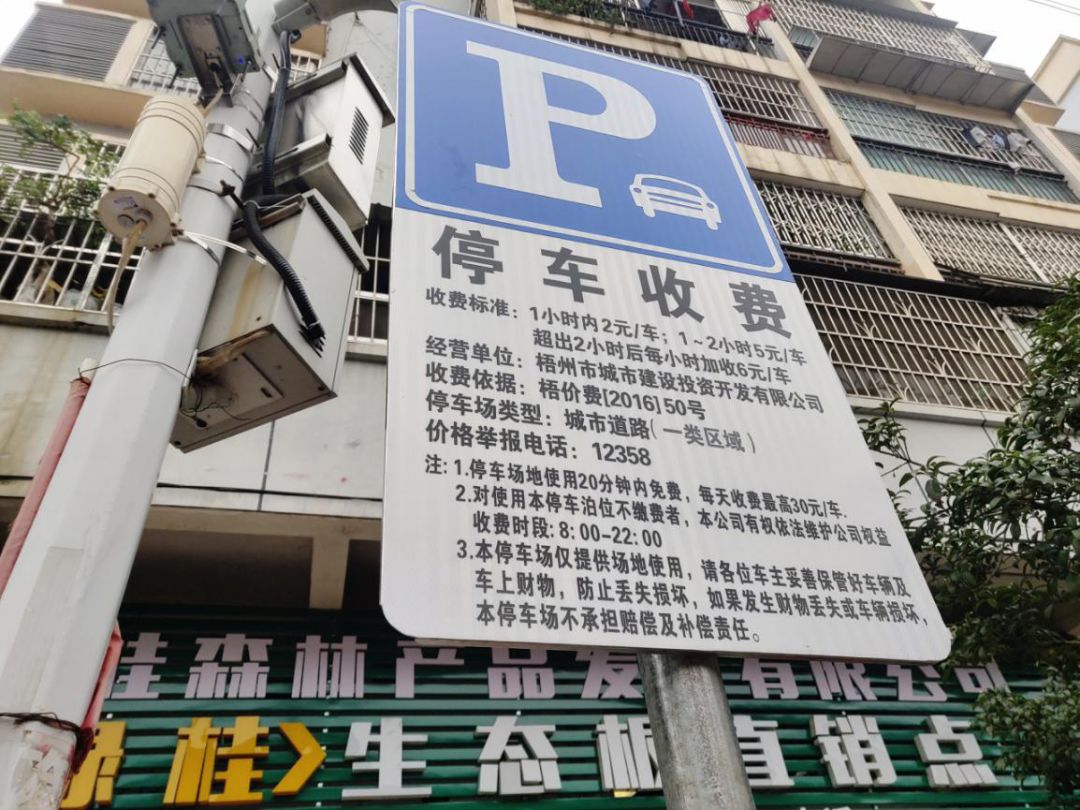 P
停车收费
收费标准：1小时内2元/车；1~2小时5元/车
超出2小时后每小时加收6元/车
经营单位：梧州市城市建设投资开发有限公司
收费依据：梧价费[2016]50号
停车场类型：城市道路(一类区域)
价格举报电话：12358
注：1.停车场地使用20分钟内免费，每天收费最高30元/车.
2.对使用本停车泊位不缴费者，本公司有权依法维护公司权益
收费时段：8:00-22:00
3.本停车场仅提供场地使用，请各位车主妥善保管好车辆及
车上财物，防止丢失损坏，如果发生财物丢失或车辆损坏，
本停车场不承担赔偿及补偿责任。
桂森林产品发 有限公司
桂>生态板直销点